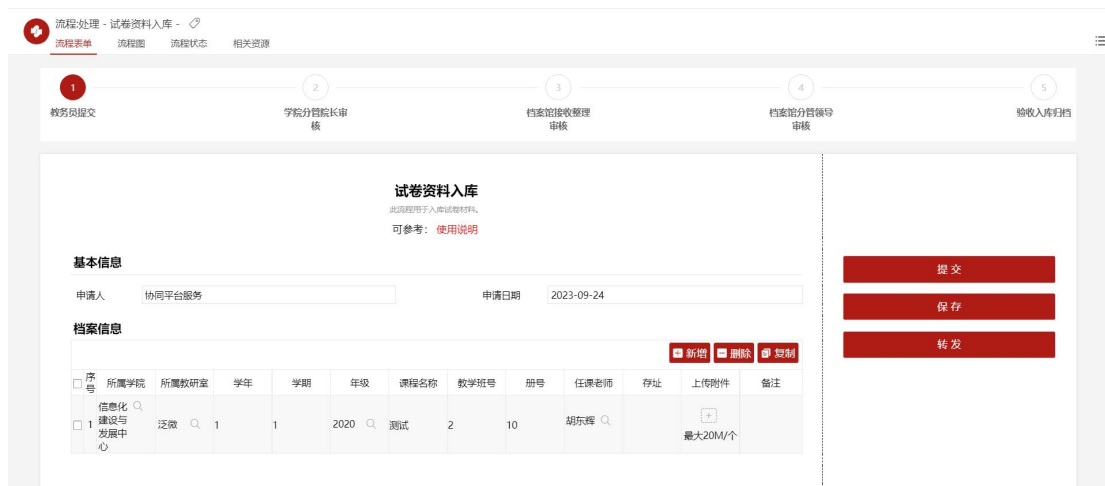 流程:处理 - 试卷资料入库 -
流程表单 流程图 流程状态 相关资源
1 2 3 4 5
教务员提交 学院分管院长审 档案馆接收整理 档案馆分管领导 验收入库归档
核 审核 审核
试卷资料入库
此流程用于入库试卷材料。
可参考： 使用说明
基本信息
提交
申请人 协同平台服务 申请日期 2023-09-24
保存
档案信息
转发
新增 删除 复制
序号 所属学院 所属教研室 学年 学期 年级 课程名称 教学班号 册号 任课老师 存址 上传附件 备注
1 信息化建设与发展中心 泛微 1 1 2020 测试 2 10 胡东辉
最大20M/个